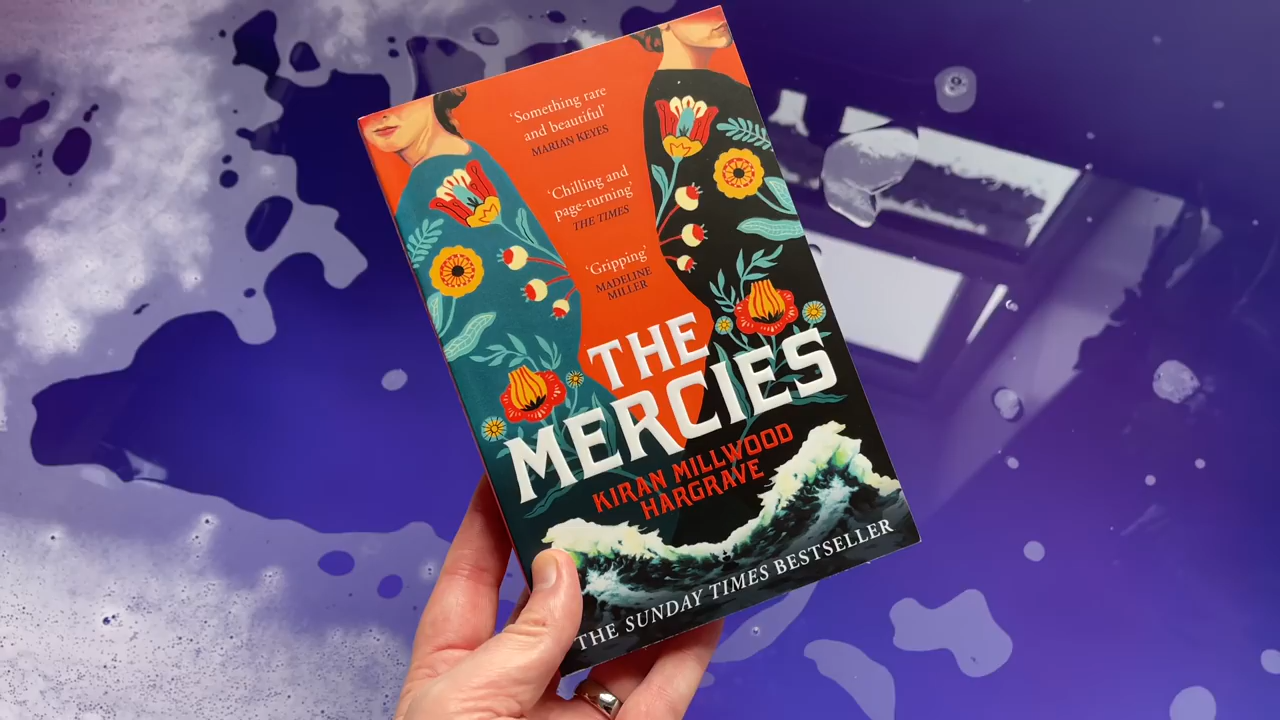 ‘Something rare
and beautiful’
MARIAN KEYES
‘Chilling and
page-turning’
THE TIMES
‘Gripping’
MADELINE
MILLER
THE
MERCIES
KIRAN MILLWOOD
HARGRAVE
THE SUNDAY TIMES BESTSELLER